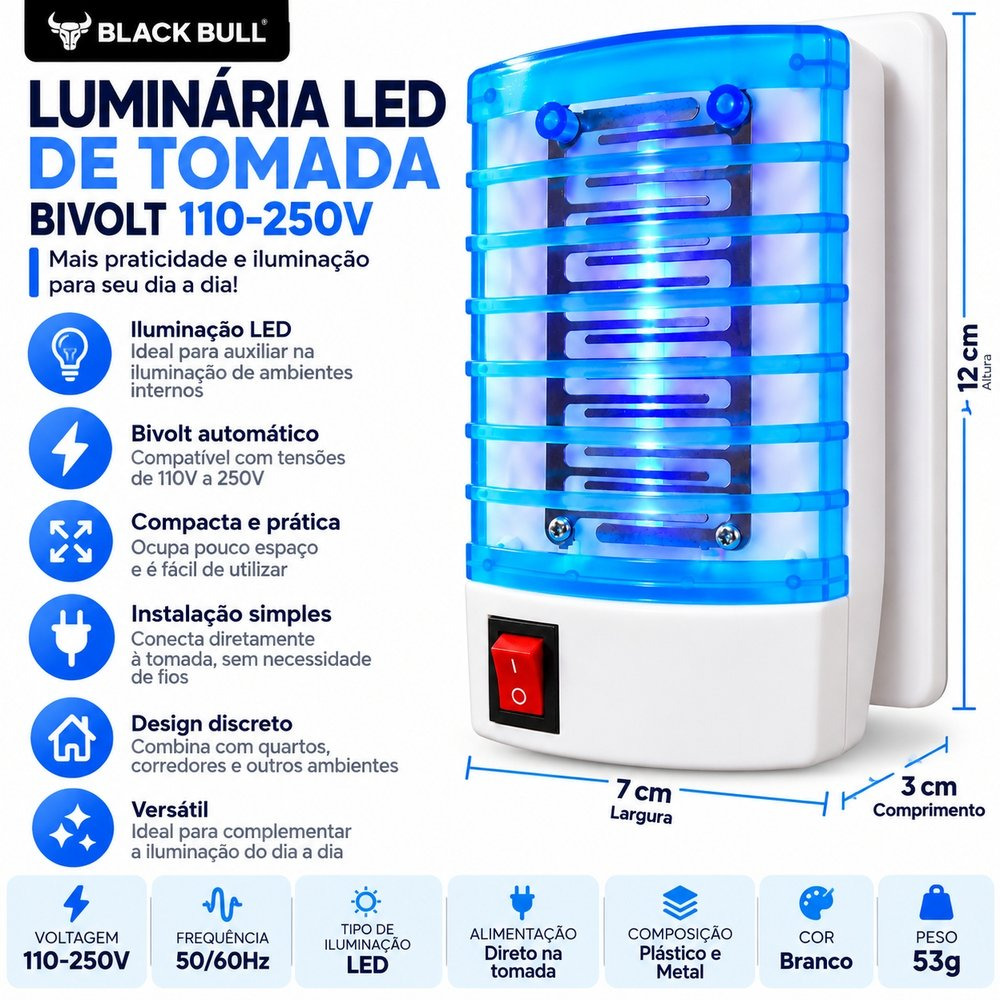 BLACK BULL®
LUMINÁRIA LED
DE TOMADA
BIVOLT 110-250V
Mais praticidade e iluminação
para seu dia a dia!
Iluminação LED
Ideal para auxiliar na
iluminação de ambientes
internos
Bivolt automático
Compatível com tensões
de 110V a 250V
Compacta e prática
Ocupa pouco espaço
e é fácil de utilizar
Instalação simples
Conecta diretamente
à tomada, sem necessidade
de fios
Design discreto
Combina com quartos,
corredores e outros ambientes
Versátil
Ideal para complementar
a iluminação do dia a dia
12 cm
Altura
I
O
7 cm
Largura
3 cm
Comprimento
VOLTAGEM
110-250V
FREQUÊNCIA
50/60Hz
TIPO DE
ILUMINAÇÃO
LED
ALIMENTAÇÃO
Direto na
tomada
COMPOSIÇÃO
Plástico e
Metal
COR
Branco
PESO
53g